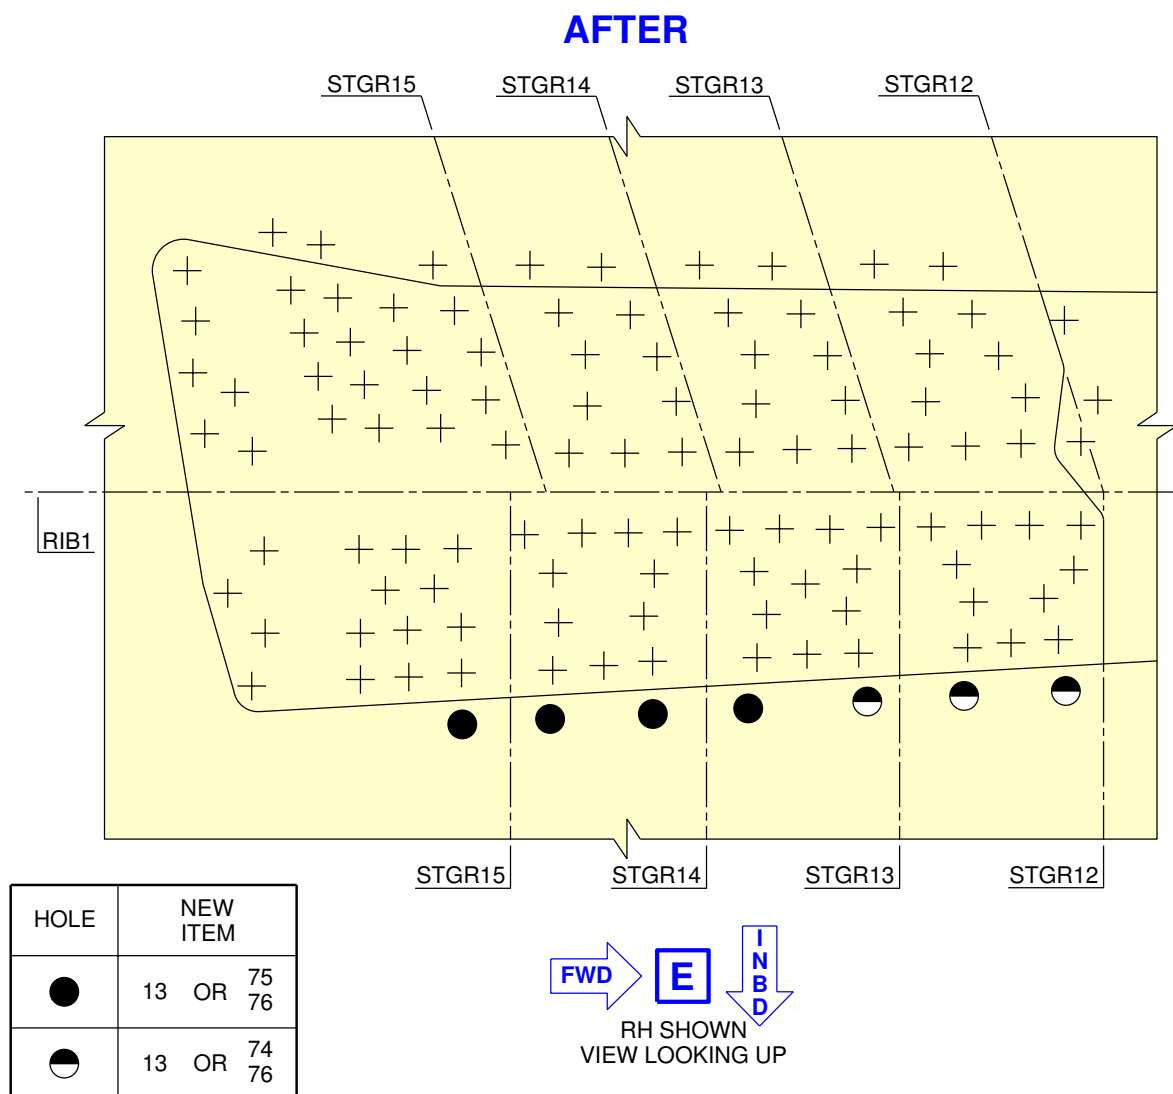 AFTER
STGR15
STGR14
STGR13
STGR12
RIB1
STGR15
STGR14
STGR13
STGR12
HOLE
NEW
ITEM
13 OR 75
76
13 OR 74
76
FWD
E
INBD
RH SHOWN
VIEW LOOKING UP